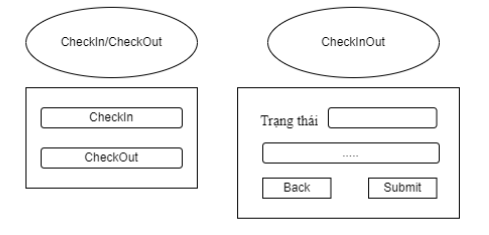 CheckIn/CheckOut
CheckIn
CheckOut
CheckInOut
Trạng thái
.....
Back
Submit